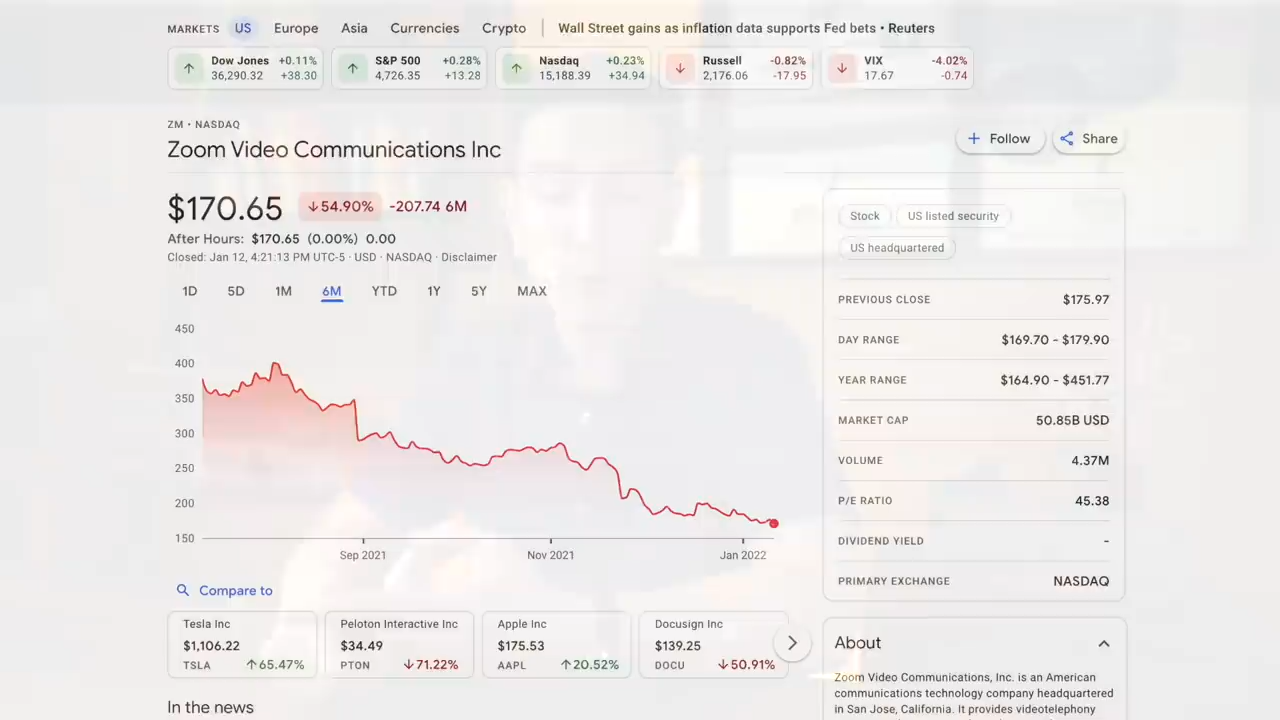 MARKETS US Europe Asia Currencies Crypto Wall Street gains as inflation data supports Fed bets • Reuters
Dow Jones +0.11% S&P 500 +0.28% Nasdaq +0.23% Russell -0.82% VIX -4.02%
36,290.32 +38.30 4,726.35 +13.28 15,188.39 +34.94 2,176.06 -17.95 17.67 -0.74
ZM • NASDAQ
Zoom Video Communications Inc
Follow Share
$170.65 54.90% -207.74 6M
After Hours: $170.65 (0.00%) 0.00
Closed: Jan 12, 4:21:13 PM UTC-5 · USD · NASDAQ · Disclaimer
1D 5D 1M 6M YTD 1Y 5Y MAX
450
400
350
300
250
200
150
Sep 2021 Nov 2021 Jan 2022
Compare to
Tesla Inc
$1,106.22
TSLA 65.47%
Peloton Interactive Inc
$34.49
PTON 71.22%
Apple Inc
$175.53
AAPL 20.52%
Docusign Inc
$139.25
DOCU 50.91%
In the news
Stock US listed security
US headquartered
PREVIOUS CLOSE $175.97
DAY RANGE $169.70 - $179.90
YEAR RANGE $164.90 - $451.77
MARKET CAP 50.85B USD
VOLUME 4.37M
P/E RATIO 45.38
DIVIDEND YIELD -
PRIMARY EXCHANGE NASDAQ
About
Zoom Video Communications, Inc. is an American
communications technology company headquartered
in San Jose, California. It provides videotelephony